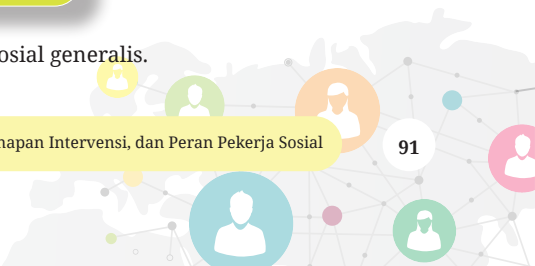 osial generalis.
hapan Intervensi, dan Peran Pekerja Sosial
91